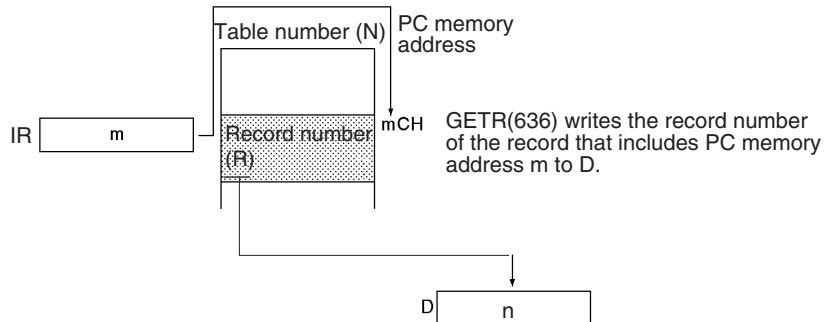 Table number (N)
PC memory
address
IR
m
mCH
Record number
(R)
GETR(636) writes the record number
of the record that includes PC memory
address m to D.
D
n